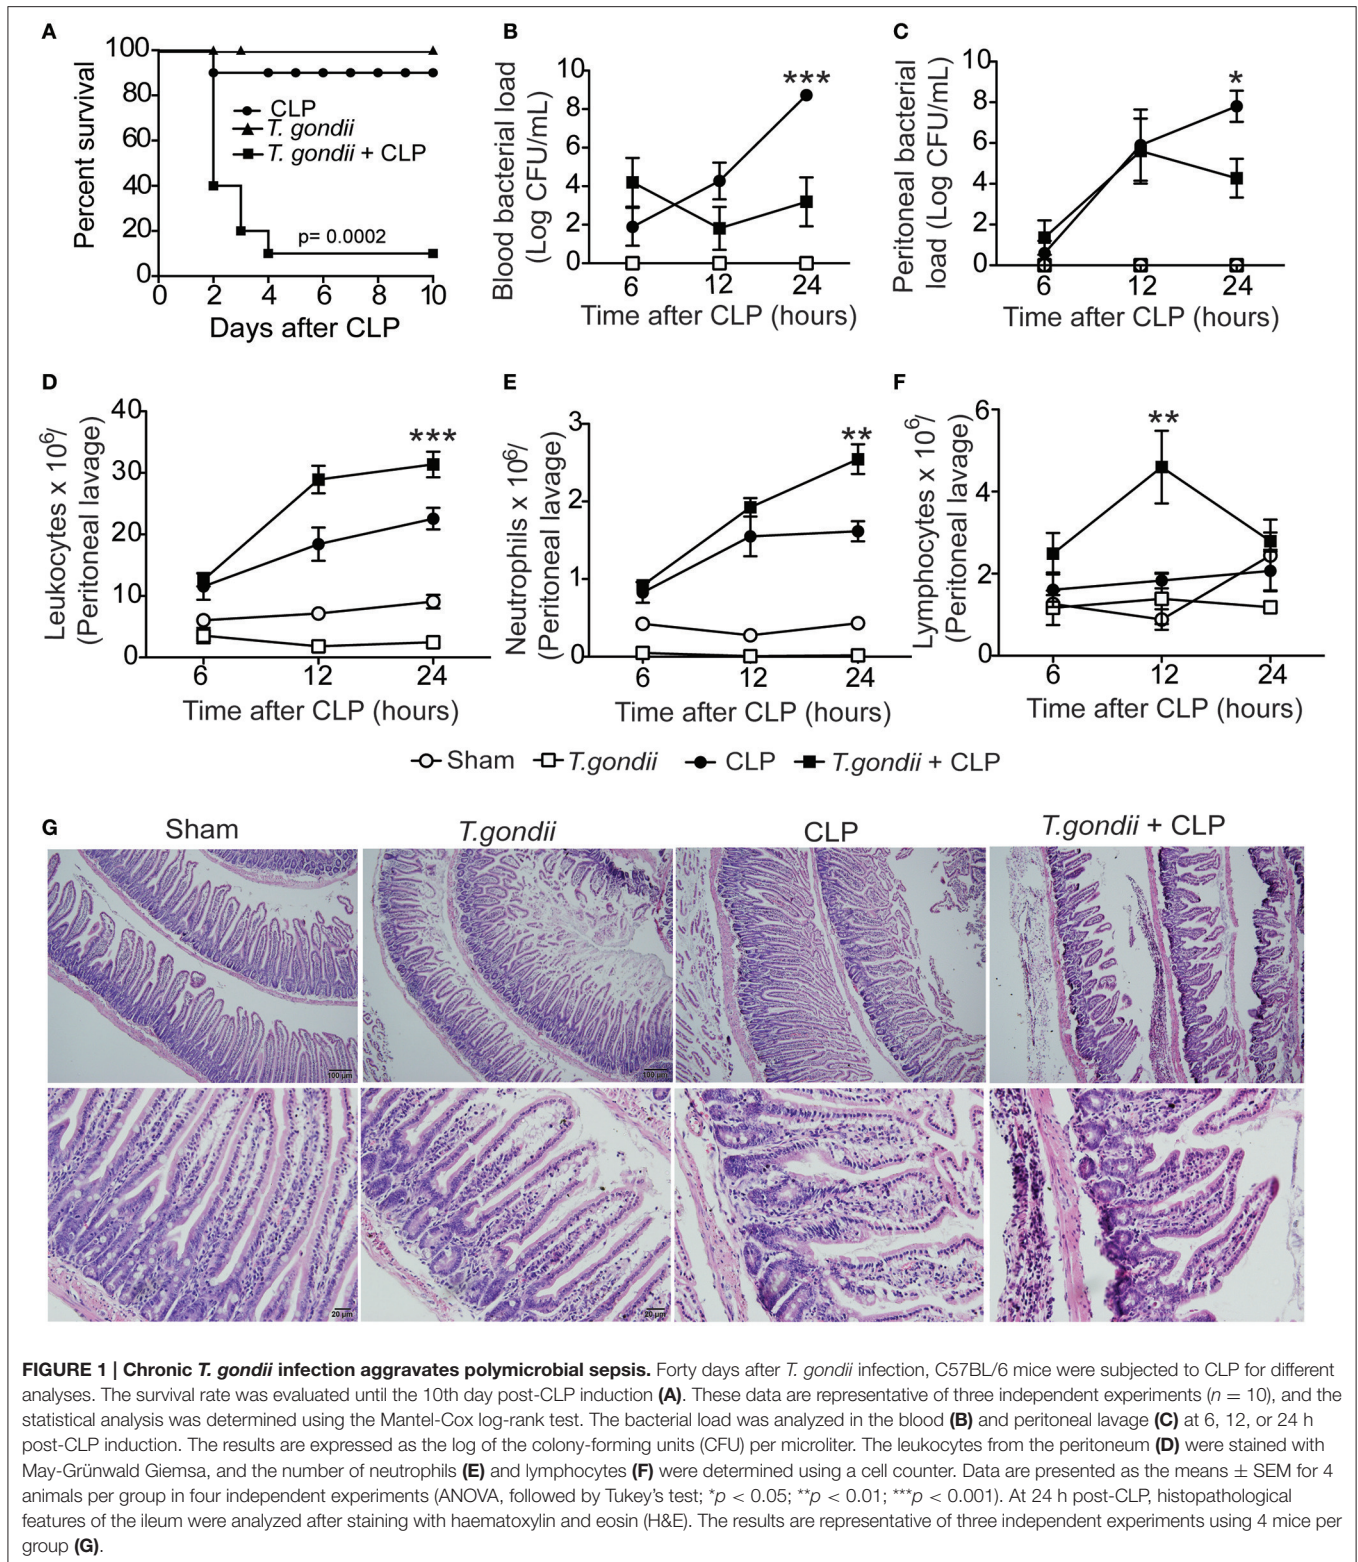 A
100
80
60
40
20
0
Percent survival
CLP
T. gondii
T. gondii + CLP
p= 0.0002
0 2 4 6 8 10
Days after CLP
B
10
8
6
4
2
0
Blood bacterial load
(Log CFU/mL)
***
6 12 24
Time after CLP (hours)
C
10
8
6
4
2
0
Peritoneal bacterial
load (Log CFU/mL)
*
6 12 24
Time after CLP (hours)
D
40
30
20
10
0
Leukocytes x 10⁶/
(Peritoneal lavage)
***
6 12 24
Time after CLP (hours)
E
3
2
1
0
Neutrophils x 10⁶/
(Peritoneal lavage)
**
6 12 24
Time after CLP (hours)
F
6
4
2
0
Lymphocytes x 10⁶/
(Peritoneal lavage)
**
6 12 24
Time after CLP (hours)
Sham T.gondii CLP T.gondii + CLP
G
Sham T.gondii CLP T.gondii + CLP
100 µm 100 µm
20 µm 20 µm
FIGURE 1 | Chronic T. gondii infection aggravates polymicrobial sepsis. Forty days after T. gondii infection, C57BL/6 mice were subjected to CLP for different
analyses. The survival rate was evaluated until the 10th day post-CLP induction (A). These data are representative of three independent experiments (n = 10), and the
statistical analysis was determined using the Mantel-Cox log-rank test. The bacterial load was analyzed in the blood (B) and peritoneal lavage (C) at 6, 12, or 24 h
post-CLP induction. The results are expressed as the log of the colony-forming units (CFU) per microliter. The leukocytes from the peritoneum (D) were stained with
May-Grünwald Giemsa, and the number of neutrophils (E) and lymphocytes (F) were determined using a cell counter. Data are presented as the means ± SEM for 4
animals per group in four independent experiments (ANOVA, followed by Tukey's test; *p < 0.05; **p < 0.01; ***p < 0.001). At 24 h post-CLP, histopathological
features of the ileum were analyzed after staining with haematoxylin and eosin (H&E). The results are representative of three independent experiments using 4 mice per
group (G).